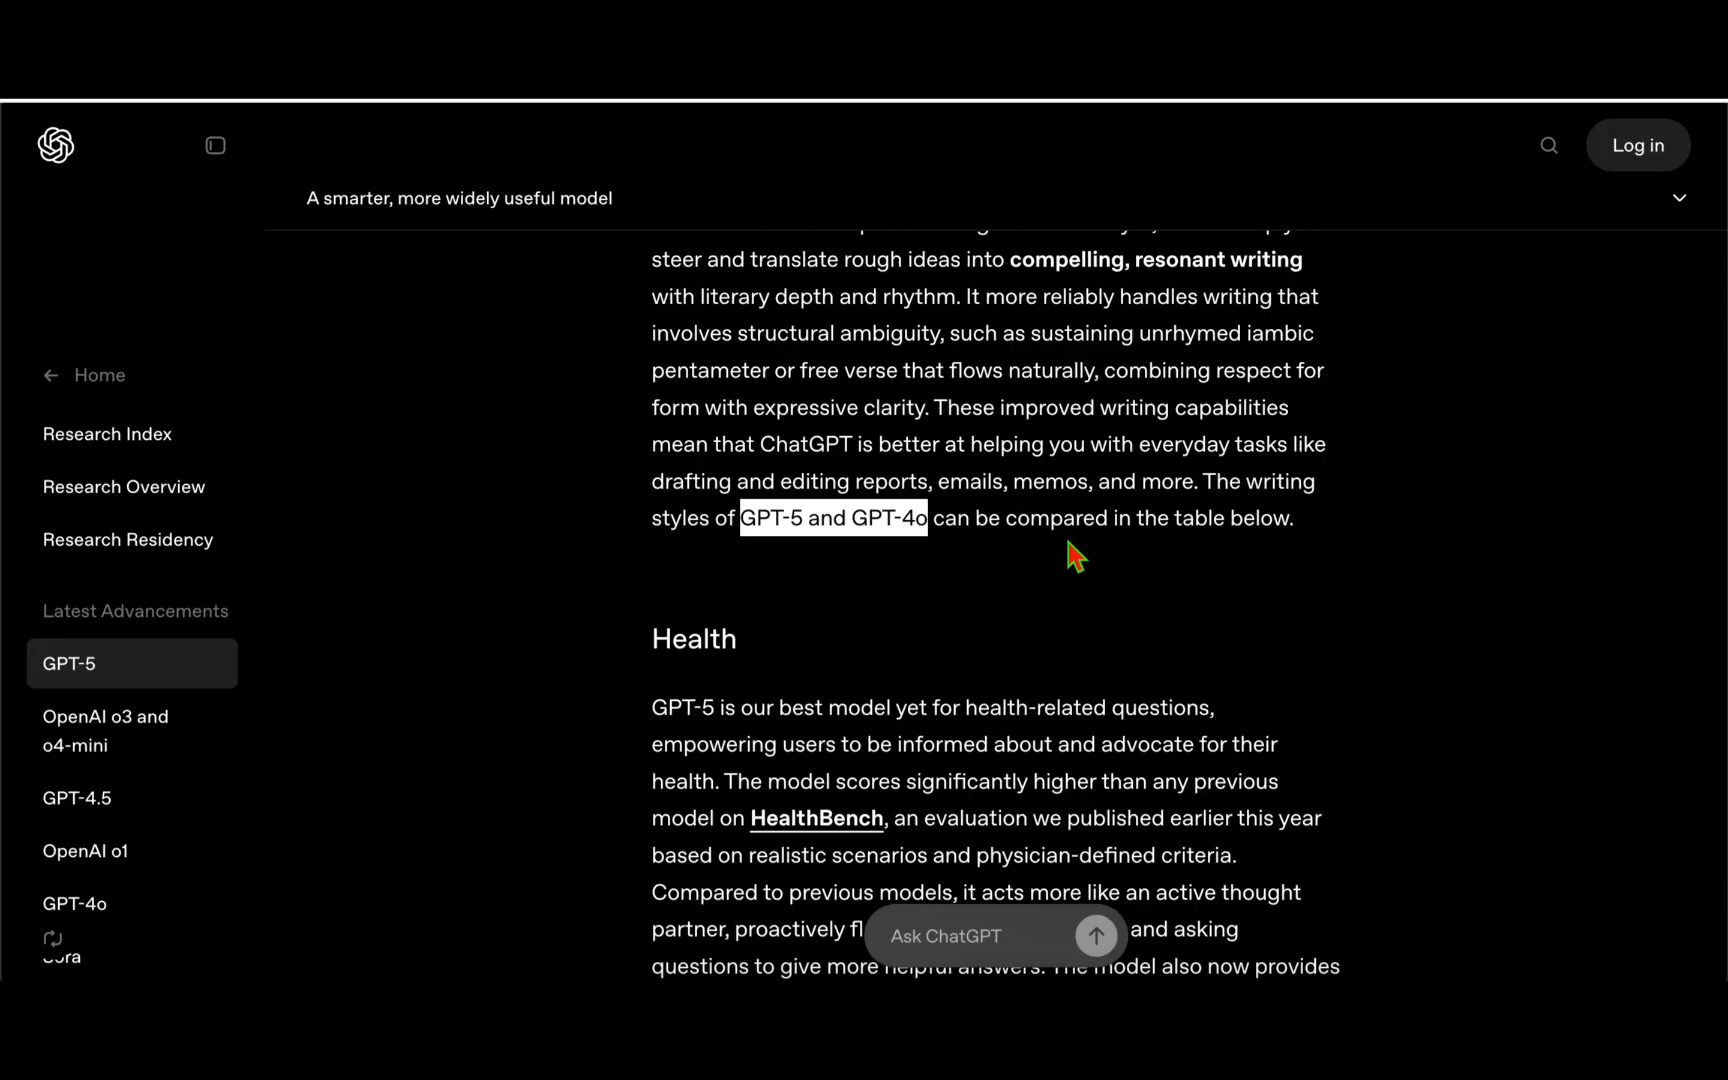 Log in
A smarter, more widely useful model
steer and translate rough ideas into compelling, resonant writing
with literary depth and rhythm. It more reliably handles writing that
involves structural ambiguity, such as sustaining unrhymed iambic
pentameter or free verse that flows naturally, combining respect for
form with expressive clarity. These improved writing capabilities
mean that ChatGPT is better at helping you with everyday tasks like
drafting and editing reports, emails, memos, and more. The writing
styles of GPT-5 and GPT-4o can be compared in the table below.
Health
GPT-5 is our best model yet for health-related questions,
empowering users to be informed about and advocate for their
health. The model scores significantly higher than any previous
model on HealthBench, an evaluation we published earlier this year
based on realistic scenarios and physician-defined criteria.
Compared to previous models, it acts more like an active thought
partner, proactively fl and asking
questions to give more helpful answers. The model also now provides
Ask ChatGPT
Home
Research Index
Research Overview
Research Residency
Latest Advancements
GPT-5
OpenAI o3 and
o4-mini
GPT-4.5
OpenAI o1
GPT-4o